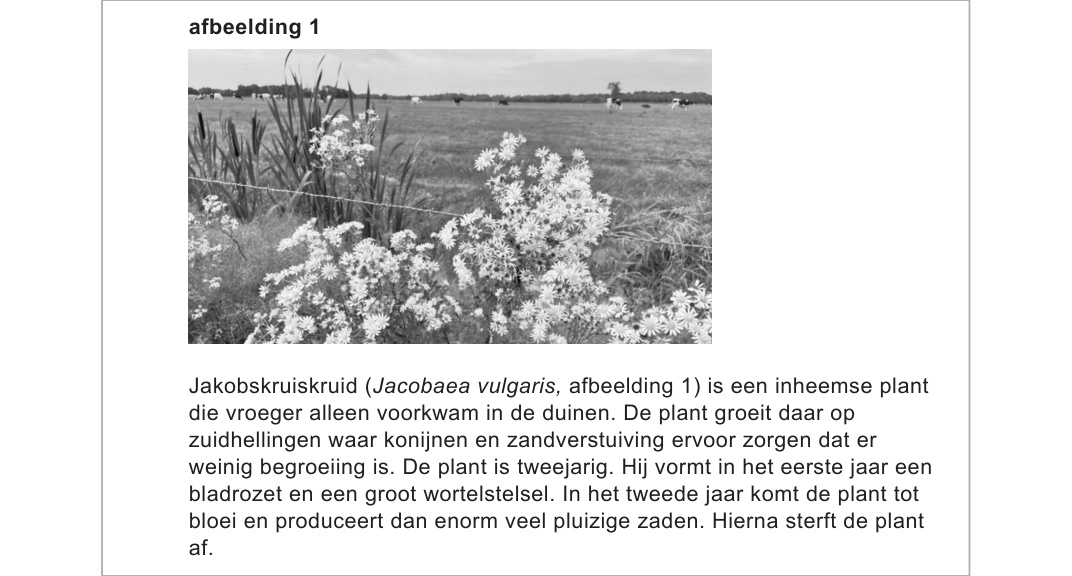 afbeelding 1
Jakobskruiskruid (Jacobaea vulgaris, afbeelding 1) is een inheemse plant
die vroeger alleen voorkwam in de duinen. De plant groeit daar op
zuidhellingen waar konijnen en zandverstuiving ervoor zorgen dat er
weinig begroeiing is. De plant is tweejarig. Hij vormt in het eerste jaar een
bladrozet en een groot wortelstelsel. In het tweede jaar komt de plant tot
bloei en produceert dan enorm veel pluizige zaden. Hierna sterft de plant
af.